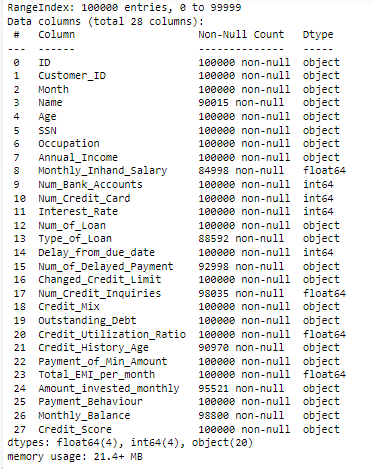 RangeIndex: 100000 entries, 0 to 99999
Data columns (total 28 columns):
 #   Column                    Non-Null Count   Dtype
---  ------                    --------------   -----
 0   ID                        100000 non-null  object
 1   Customer_ID               100000 non-null  object
 2   Month                     100000 non-null  object
 3   Name                      90015 non-null   object
 4   Age                       100000 non-null  object
 5   SSN                       100000 non-null  object
 6   Occupation                100000 non-null  object
 7   Annual_Income             100000 non-null  object
 8   Monthly_Inhand_Salary     84998 non-null   float64
 9   Num_Bank_Accounts         100000 non-null  int64
 10  Num_Credit_Card           100000 non-null  int64
 11  Interest_Rate             100000 non-null  int64
 12  Num_of_Loan               100000 non-null  object
 13  Type_of_Loan              88592 non-null   object
 14  Delay_from_due_date       100000 non-null  int64
 15  Num_of_Delayed_Payment    92998 non-null   object
 16  Changed_Credit_Limit      100000 non-null  object
 17  Num_Credit_Inquiries      98035 non-null   float64
 18  Credit_Mix                100000 non-null  object
 19  Outstanding_Debt          100000 non-null  object
 20  Credit_Utilization_Ratio  100000 non-null  float64
 21  Credit_History_Age        90970 non-null   object
 22  Payment_of_Min_Amount     100000 non-null  object
 23  Total_EMI_per_month       100000 non-null  float64
 24  Amount_invested_monthly   95521 non-null   object
 25  Payment_Behaviour         100000 non-null  object
 26  Monthly_Balance           98800 non-null   object
 27  Credit_Score              100000 non-null  object
dtypes: float64(4), int64(4), object(20)
memory usage: 21.4+ MB